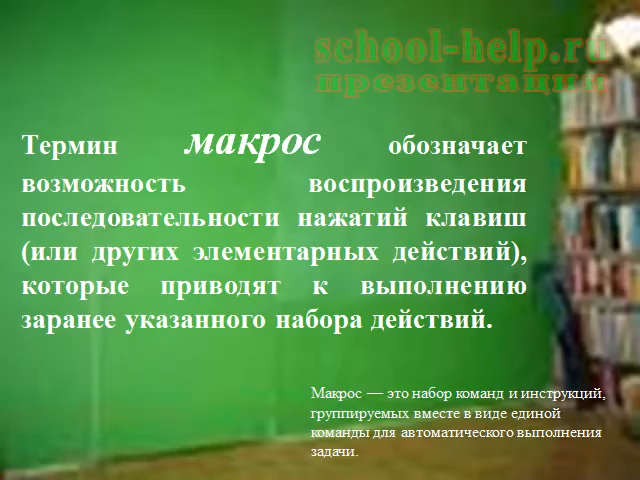 school-help.ru
презентации
Термин макрос обозначает
возможность воспроизведения
последовательности нажатий клавиш
(или других элементарных действий),
которые приводят к выполнению
заранее указанного набора действий.
Макрос — это набор команд и инструкций,
группируемых вместе в виде единой
команды для автоматического выполнения
задачи.